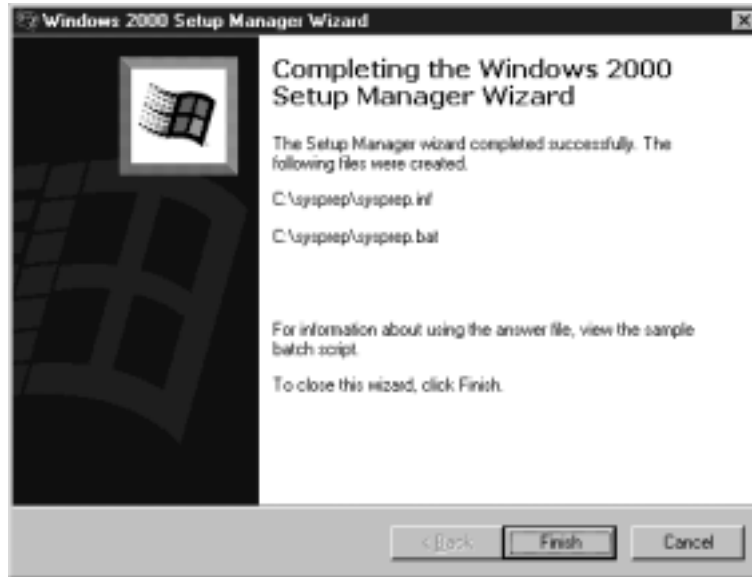 Windows 2000 Setup Manager Wizard
Completing the Windows 2000
Setup Manager Wizard
The Setup Manager wizard completed successfully. The
following files were created.
C:\sysprep\sysprep.inf
C:\sysprep\sysprep.bat
For information about using the answer file, view the sample
batch script.
To close this wizard, click Finish.
< Back
Finish
Cancel